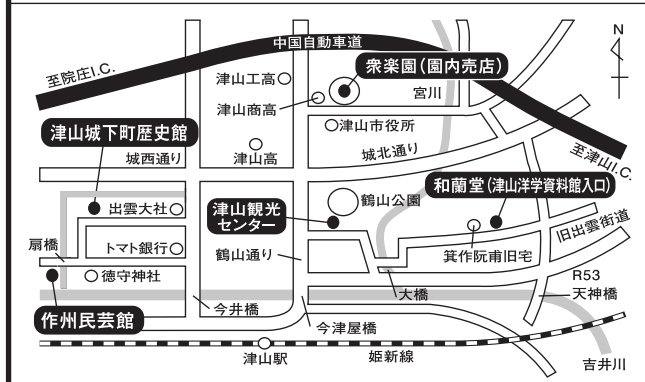 中国自動車道
N
至院庄I.C.
津山工高
衆楽園(園内売店)
津山商高
宮川
津山城下町歴史館
津山市役所
城西通り
津山高
城北通り
至津山I.C.
和蘭堂(津山洋学資料館入口)
出雲大社
津山観光
センター
鶴山公園
旧出雲街道
扇橋
トマト銀行
鶴山通り
箕作阮甫旧宅
徳守神社
R53
大橋
天神橋
作州民芸館
今井橋
今津屋橋
津山駅
姫新線
吉井川